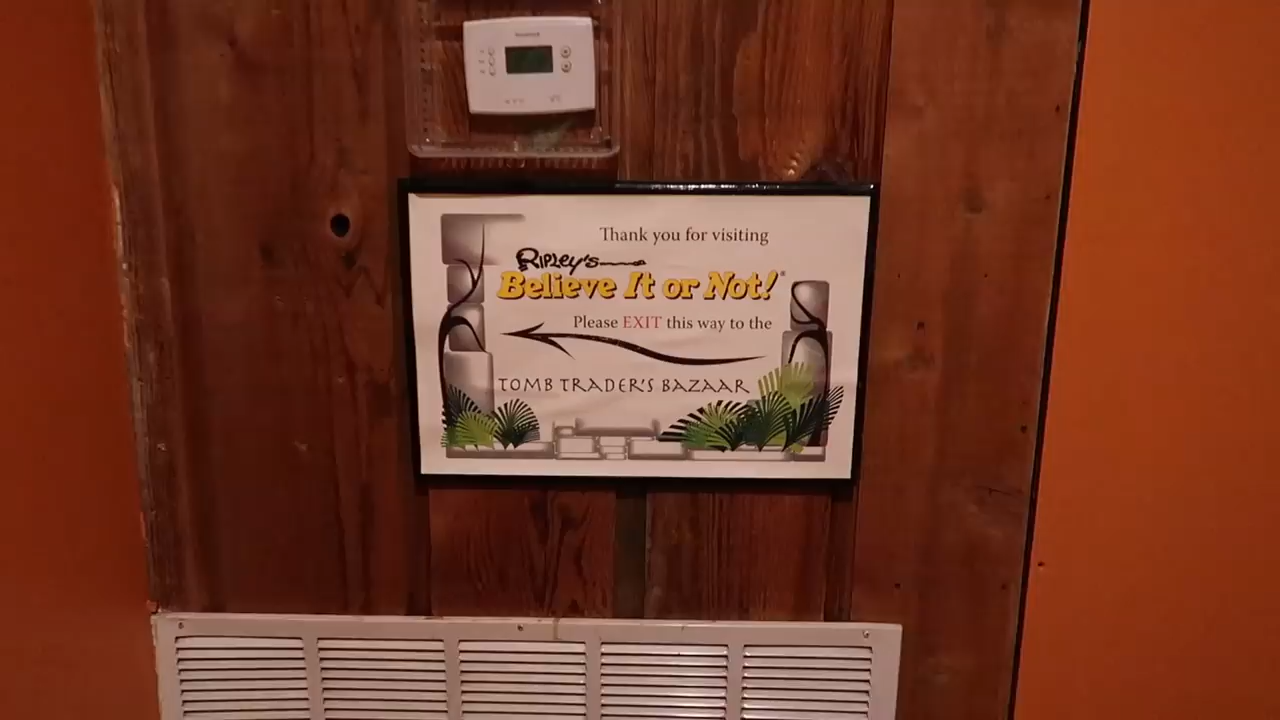 Thank you for visiting
Ripley's
Believe It or Not!®
Please EXIT this way to the
TOMB TRADER'S BAZAAR